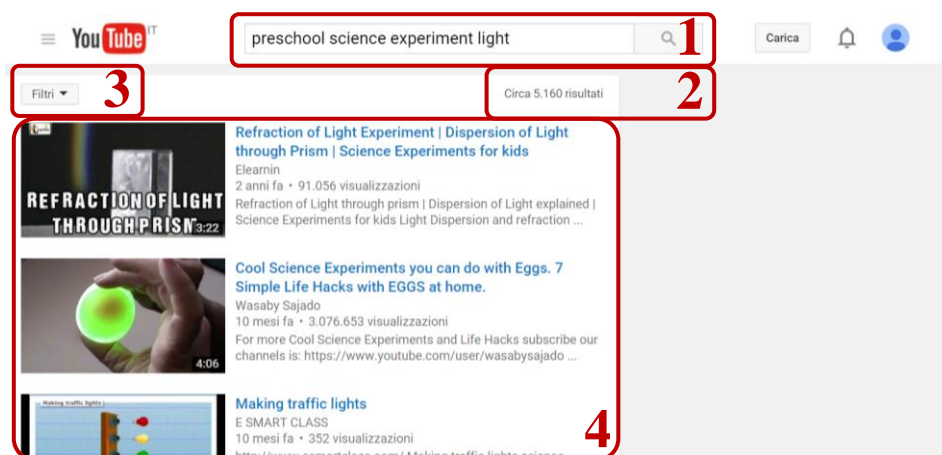 YouTube IT
preschool science experiment light
1
Carica
Filtri
3
Circa 5.160 risultati
2
REFRACTION OF LIGHT
THROUGH PRISM
3:22
Refraction of Light Experiment | Dispersion of Light
through Prism | Science Experiments for kids
Elearnin
2 anni fa • 91.056 visualizzazioni
Refraction of Light through prism | Dispersion of Light explained |
Science Experiments for kids Light Dispersion and refraction ...
4:06
Cool Science Experiments you can do with Eggs. 7
Simple Life Hacks with EGGS at home.
Wasaby Sajado
10 mesi fa • 3.076.653 visualizzazioni
For more Cool Science Experiments and Life Hacks subscribe our
channels is: https://www.youtube.com/user/wasabysajado ...
Making traffic lights
Making traffic lights
E SMART CLASS
10 mesi fa • 352 visualizzazioni
4